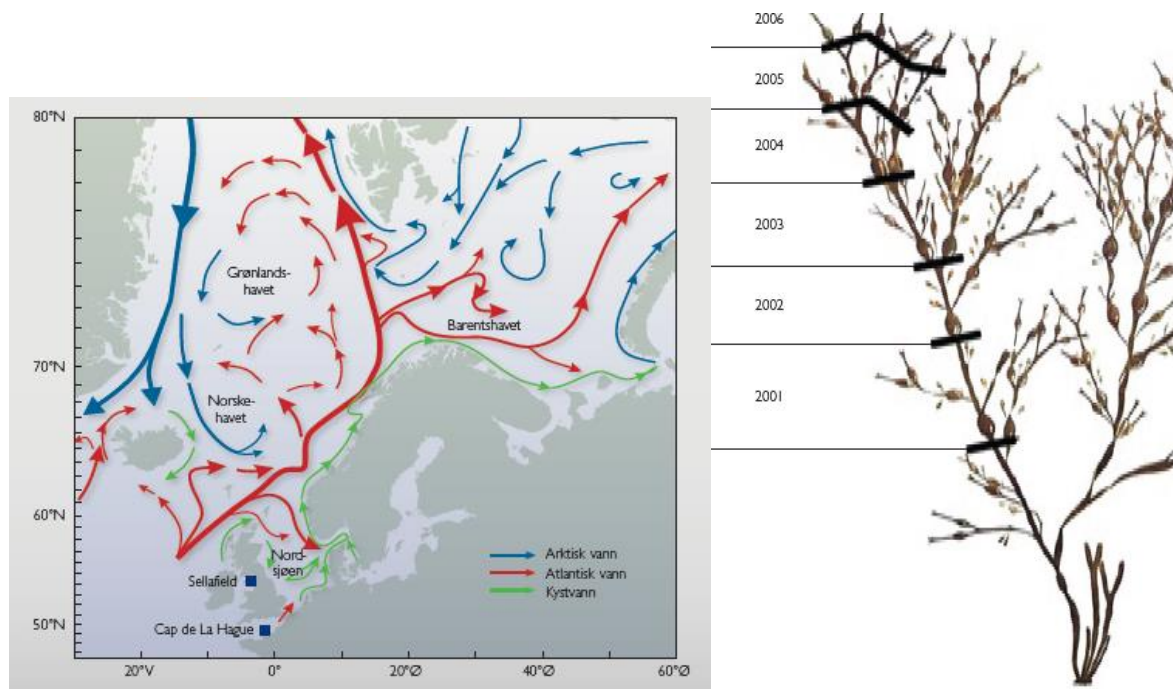 80°N
70°N
60°N
50°N
20°V
0°
20°Ø
40°Ø
60°Ø
Grønlands-
havet
Barentshavet
Norske-
havet
Nord-
sjøen
Sellafield
Cap de La Hague
Arktisk vann
Atlantisk vann
Kystvann
2006
2005
2004
2003
2002
2001